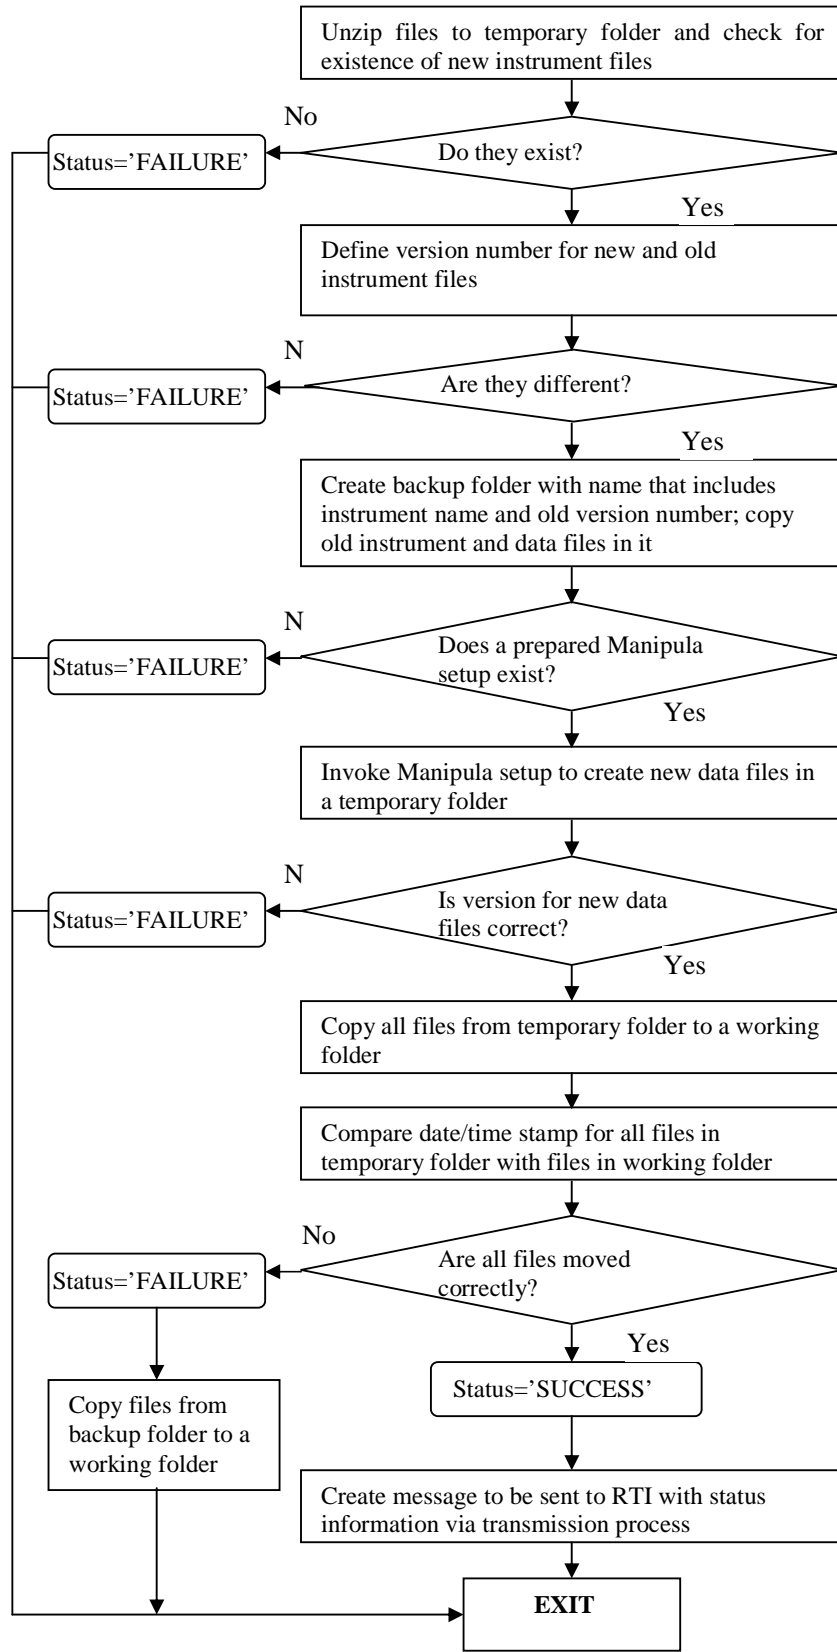 Unzip files to temporary folder and check for
existence of new instrument files
No
Status=’FAILURE’
Do they exist?
Yes
Define version number for new and old
instrument files
N
Status=’FAILURE’
Are they different?
Yes
Create backup folder with name that includes
instrument name and old version number; copy
old instrument and data files in it
N
Status=’FAILURE’
Does a prepared Manipula
setup exist?
Yes
Invoke Manipula setup to create new data files in
a temporary folder
N
Status=’FAILURE’
Is version for new data
files correct?
Yes
Copy all files from temporary folder to a working
folder
Compare date/time stamp for all files in
temporary folder with files in working folder
No
Status=’FAILURE’
Are all files moved
correctly?
Yes
Status=’SUCCESS’
Copy files from
backup folder to a
working folder
Create message to be sent to RTI with status
information via transmission process
EXIT